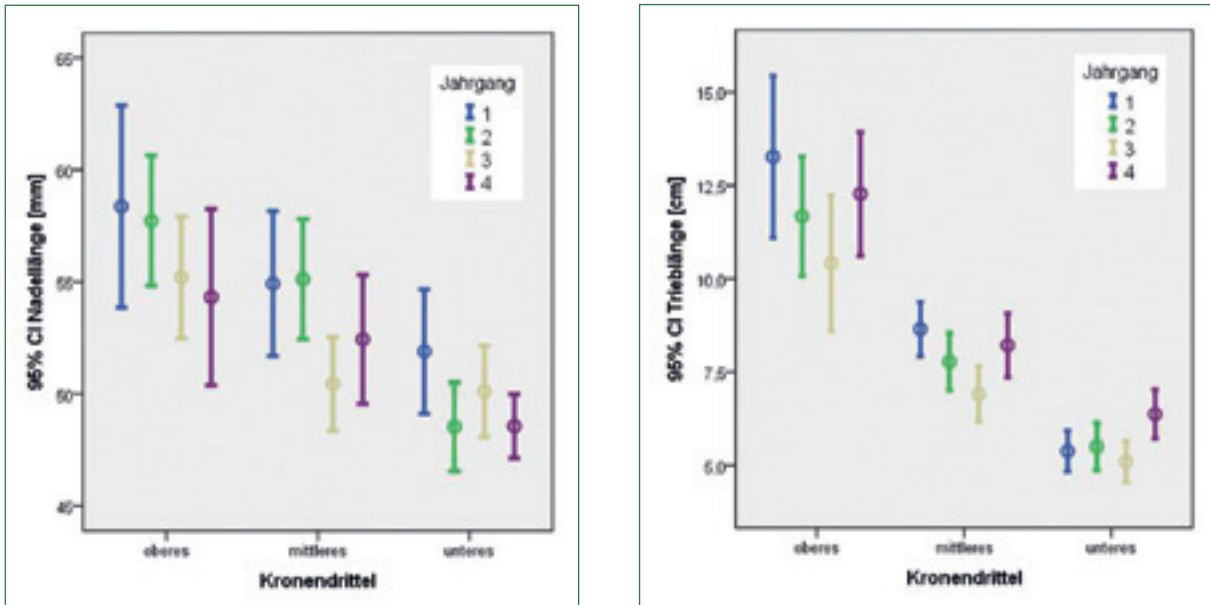 95% CI Nadellänge [mm]
65
60
55
50
45
Jahrgang
1
2
3
4
oberes
mittleres
unteres
Kronendrittel
95% CI Trieblänge [cm]
15,0
12,5
10,0
7,5
5,0
Jahrgang
1
2
3
4
oberes
mittleres
unteres
Kronendrittel